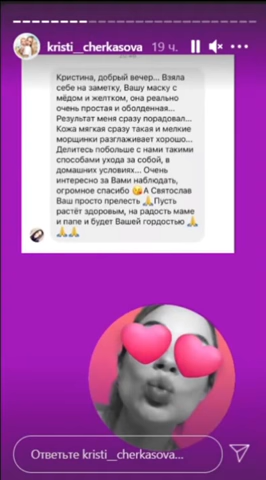 kristi__cherkasova 19 ч.
Кристина, добрый вечер... Взяла
себе на заметку, Вашу маску с
мёдом и желтком, она реально
очень простая и оболденная...
Результат меня сразу порадовал...
Кожа мягкая сразу такая и мелкие
морщинки разглаживает хорошо...
Делитесь побольше с нами такими
способами ухода за собой, в
домашних условиях... Очень
интересно за Вами наблюдать,
огромное спасибо 😘 А Святослав
Ваш просто прелесть 🙏 Пусть
растёт здоровым, на радость маме
и папе и будет Вашей гордостью 🙏
🙏🙏🙏
Ответьте kristi__cherkasova...